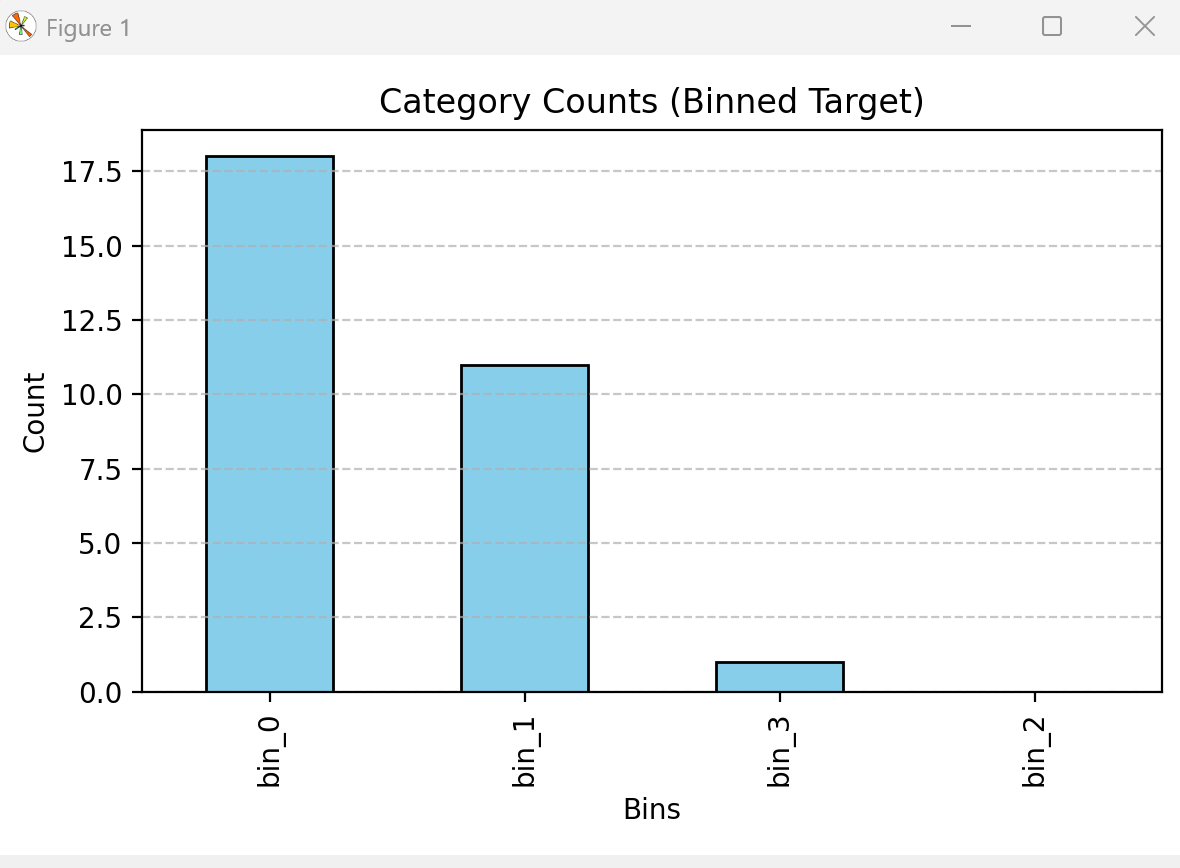 Figure 1
Category Counts (Binned Target)
17.5
15.0
12.5
10.0
7.5
5.0
2.5
0.0
Count
bin_0
bin_1
bin_3
bin_2
Bins